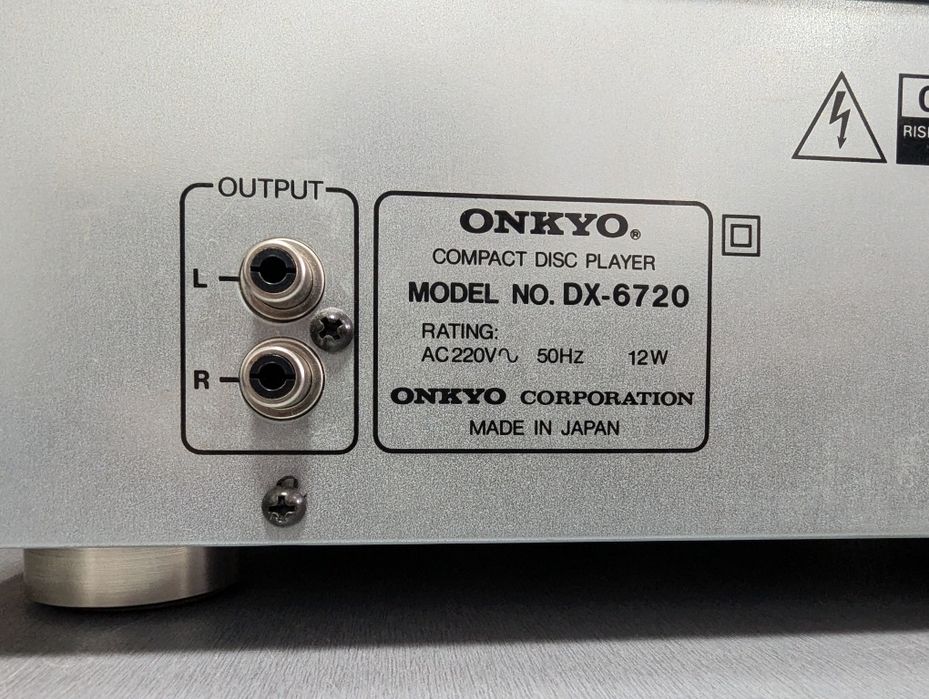 OUTPUT
L
R
ONKYO®
COMPACT DISC PLAYER
MODEL NO. DX-6720
RATING:
AC220V∿ 50Hz 12W
ONKYO CORPORATION
MADE IN JAPAN